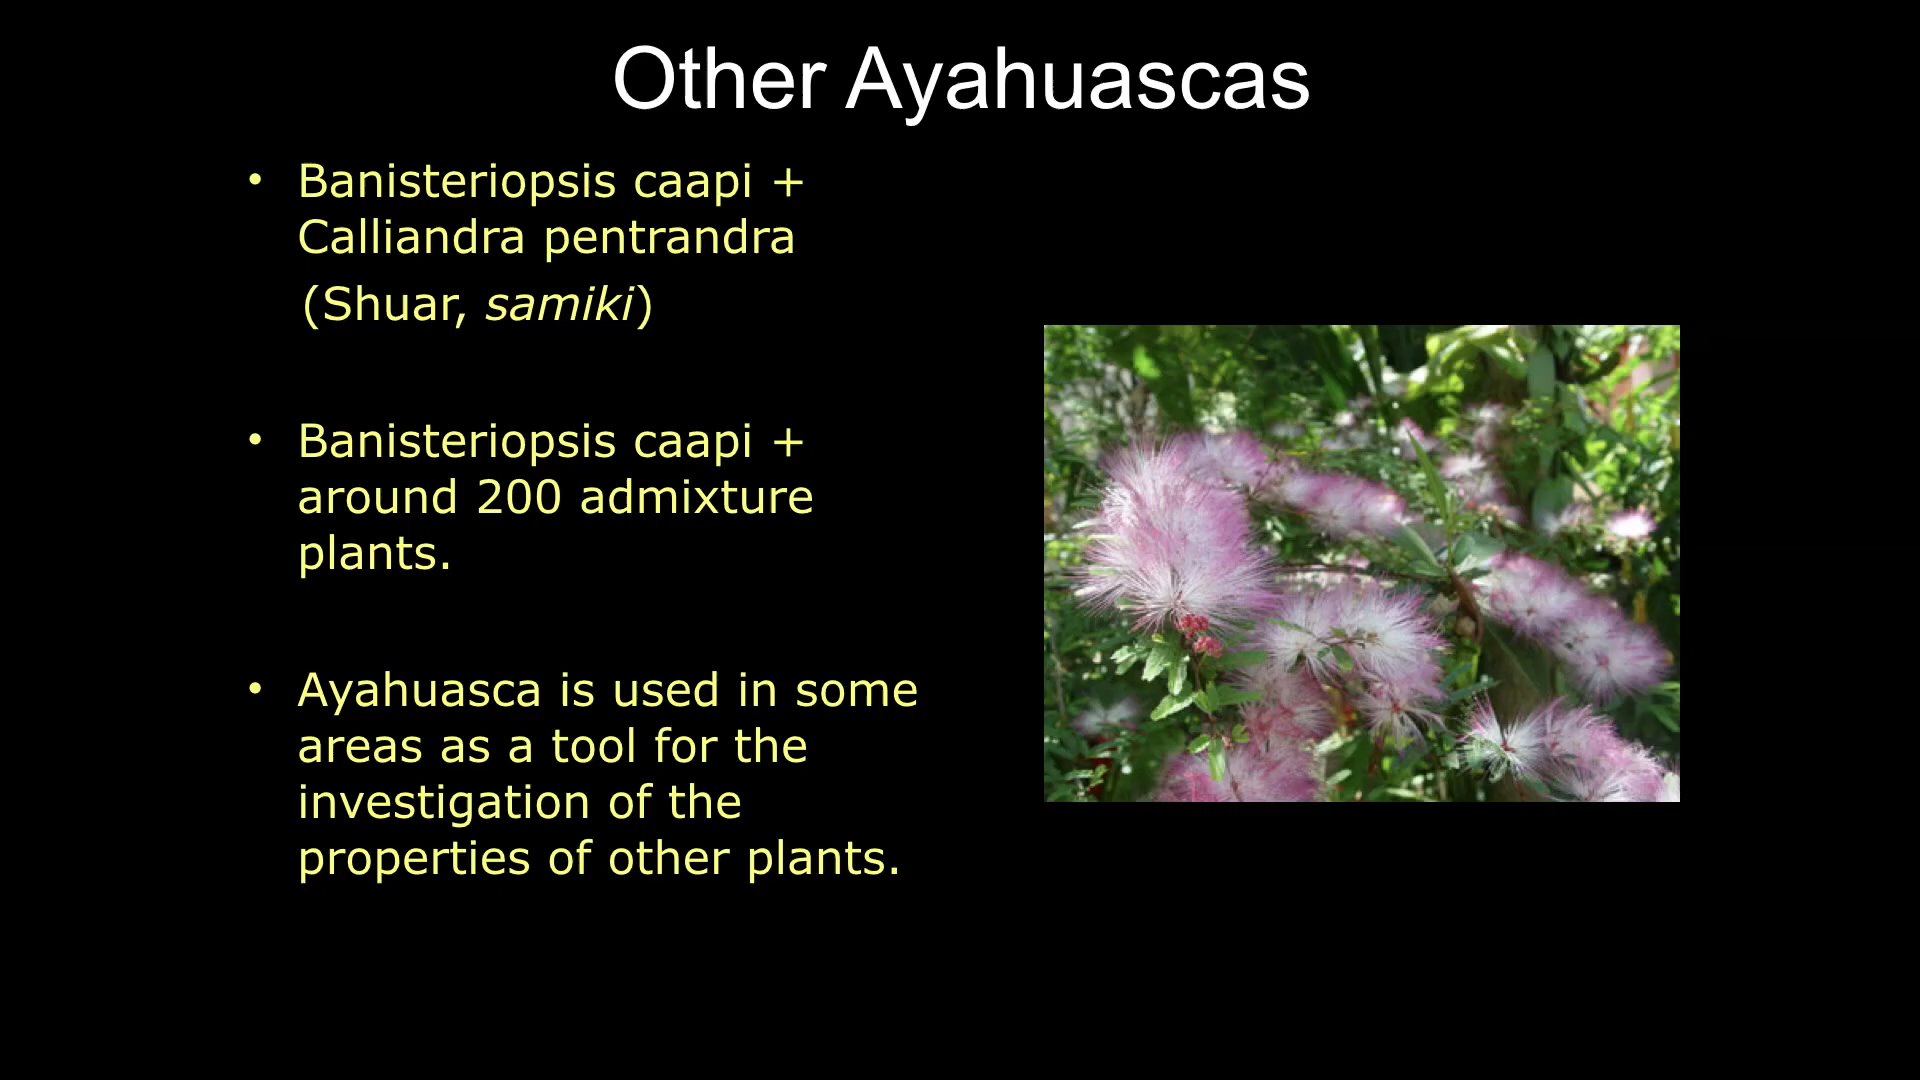 Other Ayahuascas
• Banisteriopsis caapi +
Calliandra pentrandra
(Shuar, samiki)
• Banisteriopsis caapi +
around 200 admixture
plants.
• Ayahuasca is used in some
areas as a tool for the
investigation of the
properties of other plants.